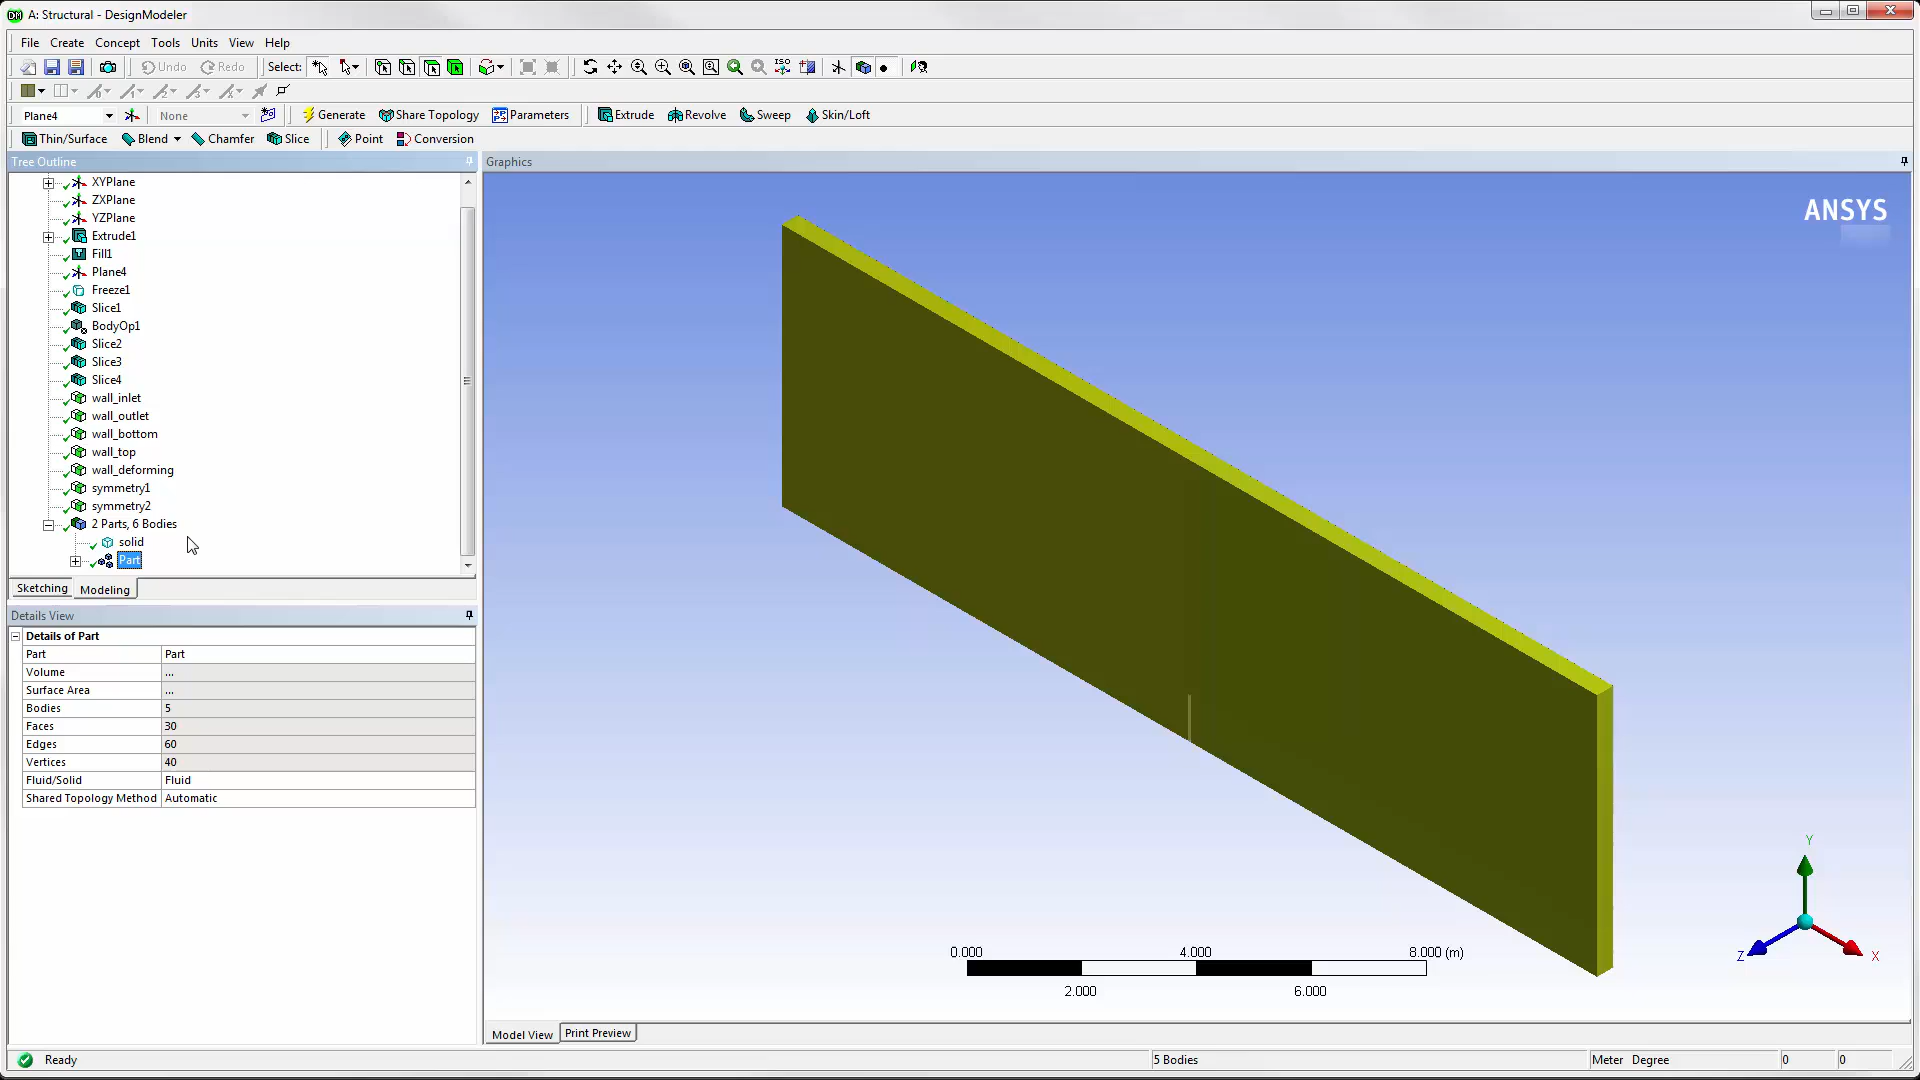 A: Structural - DesignModeler
File Create Concept Tools Units View Help
Undo Redo Select: ISO
Plane4 None Generate Share Topology Parameters Extrude Revolve Sweep Skin/Loft
Thin/Surface Blend Chamfer Slice Point Conversion
Tree Outline
XYPlane
ZXPlane
YZPlane
Extrude1
Fill1
Plane4
Freeze1
Slice1
BodyOp1
Slice2
Slice3
Slice4
wall_inlet
wall_outlet
wall_bottom
wall_top
wall_deforming
symmetry1
symmetry2
2 Parts, 6 Bodies
solid
Part
Sketching Modeling
Details View
Details of Part
Part Part
Volume ...
Surface Area ...
Bodies 5
Faces 30
Edges 60
Vertices 40
Fluid/Solid Fluid
Shared Topology Method Automatic
Graphics
ANSYS
Y
Z X
0.000 4.000 8.000 (m)
2.000 6.000
Model View Print Preview
Ready 5 Bodies Meter Degree 0 0